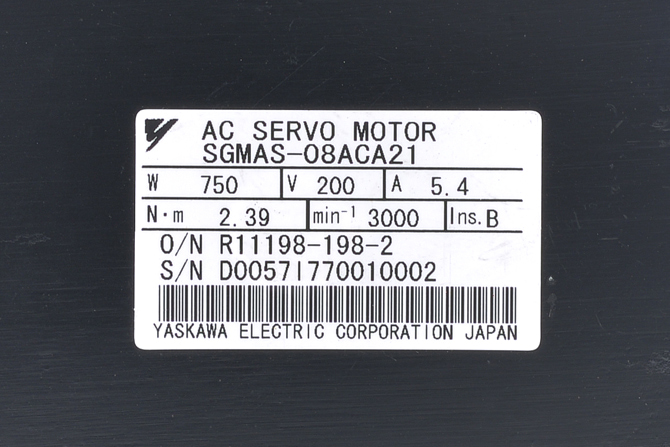 AC SERVO MOTOR
SGMAS-08ACA21
W 750 V 200 A 5.4
N·m 2.39 min⁻¹ 3000 Ins. B
O/N R11198-198-2
S/N D0057I770010002
YASKAWA ELECTRIC CORPORATION JAPAN